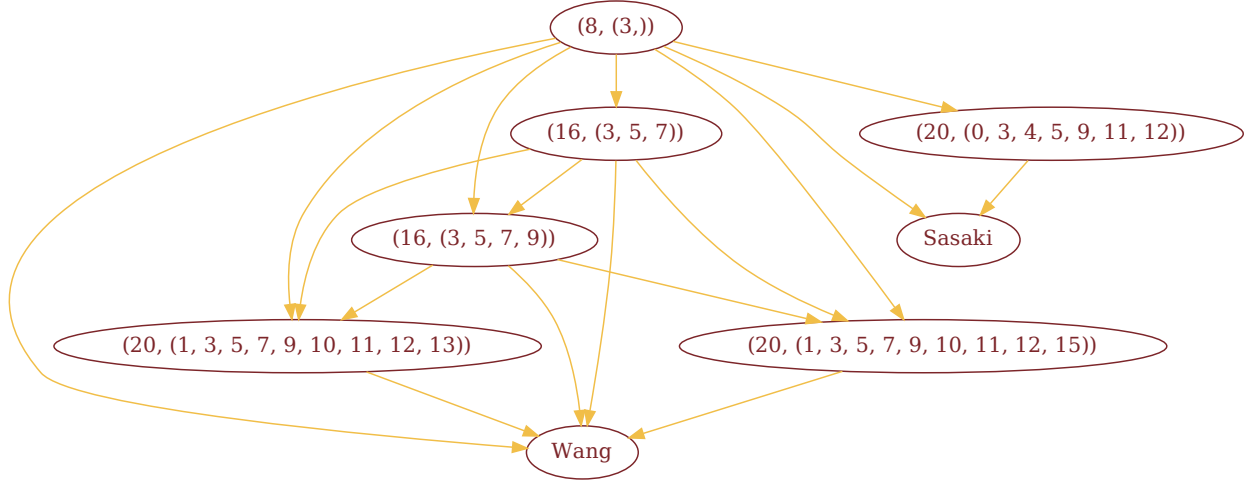 (8, (3,))
(16, (3, 5, 7))
(20, (0, 3, 4, 5, 9, 11, 12))
(16, (3, 5, 7, 9))
Sasaki
(20, (1, 3, 5, 7, 9, 10, 11, 12, 13))
(20, (1, 3, 5, 7, 9, 10, 11, 12, 15))
Wang